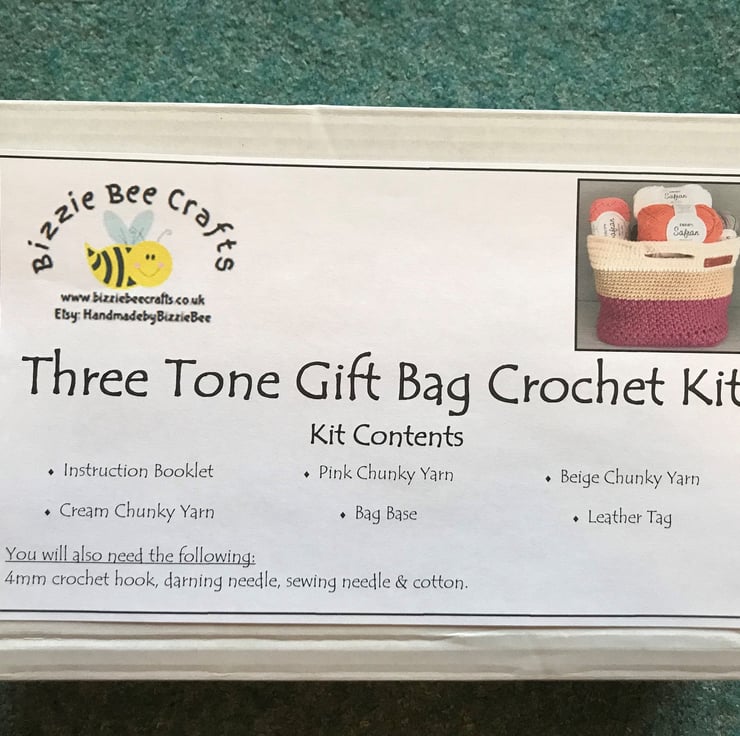 Bizzie Bee Crafts
www.bizziebeecrafts.co.uk
Etsy: HandmadebyBizzieBee
Safran
Safran
Three Tone Gift Bag Crochet Kit
Kit Contents
• Instruction Booklet • Pink Chunky Yarn • Beige Chunky Yarn
• Cream Chunky Yarn • Bag Base • Leather Tag
You will also need the following:
4mm crochet hook, darning needle, sewing needle & cotton.